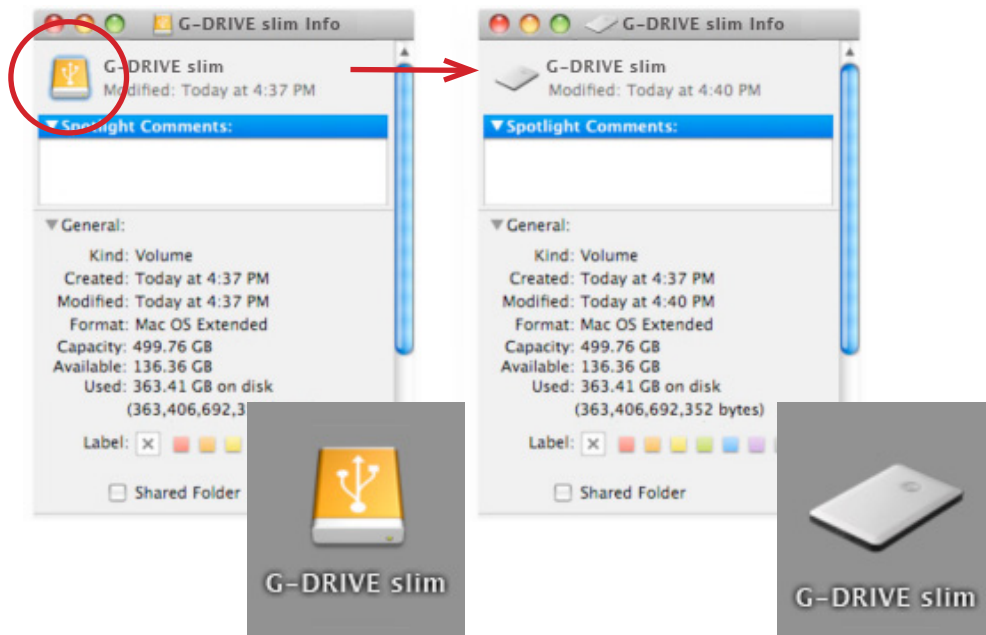 G-DRIVE slim Info
G-DRIVE slim
Modified: Today at 4:37 PM
▼Spotlight Comments:
▼General:
Kind: Volume
Created: Today at 4:37 PM
Modified: Today at 4:37 PM
Format: Mac OS Extended
Capacity: 499.76 GB
Available: 136.36 GB
Used: 363.41 GB on disk
(363,406,692,3
Label:
Shared Folder
G-DRIVE slim
G-DRIVE slim Info
G-DRIVE slim
Modified: Today at 4:40 PM
▼Spotlight Comments:
▼General:
Kind: Volume
Created: Today at 4:37 PM
Modified: Today at 4:40 PM
Format: Mac OS Extended
Capacity: 499.76 GB
Available: 136.36 GB
Used: 363.41 GB on disk
(363,406,692,352 bytes)
Label:
Shared Folder
G-DRIVE slim